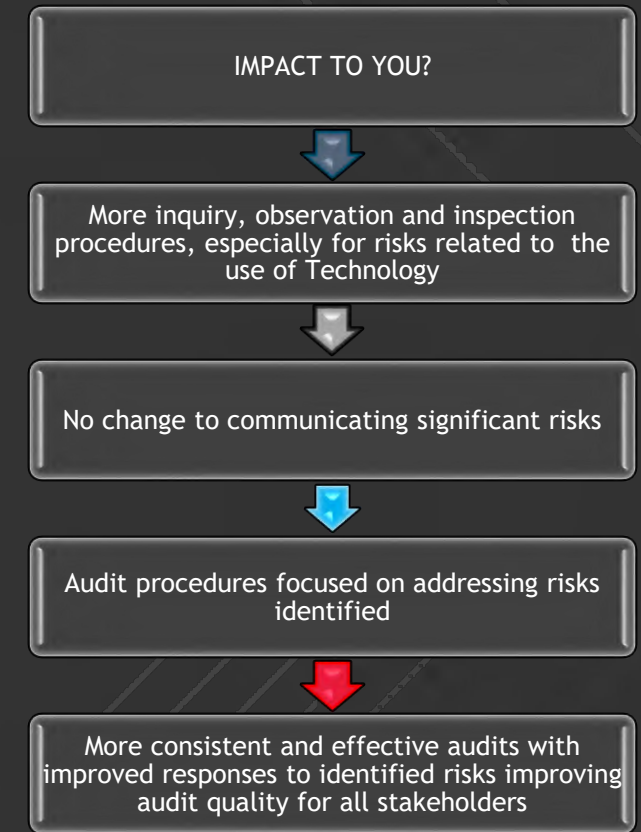 IMPACT TO YOU?
More inquiry, observation and inspection
procedures, especially for risks related to the
use of Technology
No change to communicating significant risks
Audit procedures focused on addressing risks
identified
More consistent and effective audits with
improved responses to identified risks improving
audit quality for all stakeholders